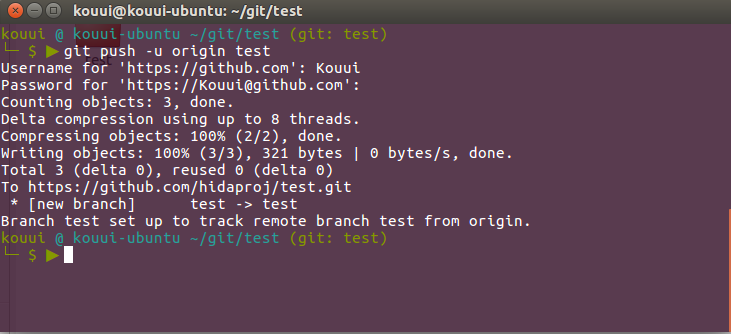 kouui@kouui-ubuntu: ~/git/test
kouui @ kouui-ubuntu ~/git/test (git: test)
└─ $ ▶ git push -u origin test
Username for 'https://github.com': Kouui
Password for 'https://Kouui@github.com':
Counting objects: 3, done.
Delta compression using up to 8 threads.
Compressing objects: 100% (2/2), done.
Writing objects: 100% (3/3), 321 bytes | 0 bytes/s, done.
Total 3 (delta 0), reused 0 (delta 0)
To https://github.com/hidaproj/test.git
 * [new branch]      test -> test
Branch test set up to track remote branch test from origin.
kouui @ kouui-ubuntu ~/git/test (git: test)
└─ $ ▶